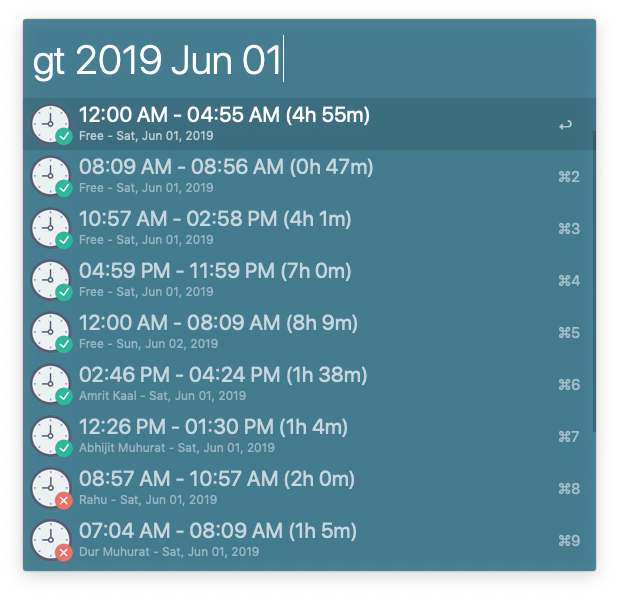 gt 2019 Jun 01
12:00 AM - 04:55 AM (4h 55m)
Free - Sat, Jun 01, 2019
↩
08:09 AM - 08:56 AM (0h 47m)
Free - Sat, Jun 01, 2019
⌘2
10:57 AM - 02:58 PM (4h 1m)
Free - Sat, Jun 01, 2019
⌘3
04:59 PM - 11:59 PM (7h 0m)
Free - Sat, Jun 01, 2019
⌘4
12:00 AM - 08:09 AM (8h 9m)
Free - Sun, Jun 02, 2019
⌘5
02:46 PM - 04:24 PM (1h 38m)
Amrit Kaal - Sat, Jun 01, 2019
⌘6
12:26 PM - 01:30 PM (1h 4m)
Abhijit Muhurat - Sat, Jun 01, 2019
⌘7
08:57 AM - 10:57 AM (2h 0m)
Rahu - Sat, Jun 01, 2019
⌘8
07:04 AM - 08:09 AM (1h 5m)
Dur Muhurat - Sat, Jun 01, 2019
⌘9